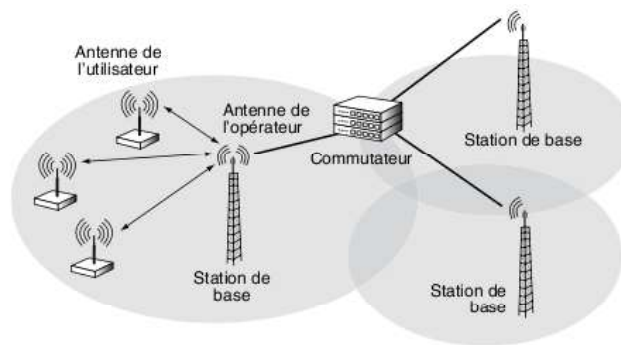 Antenne de
l'utilisateur
Antenne de
l'opérateur
Commutateur
Station de base
Station de
base
Station de
base